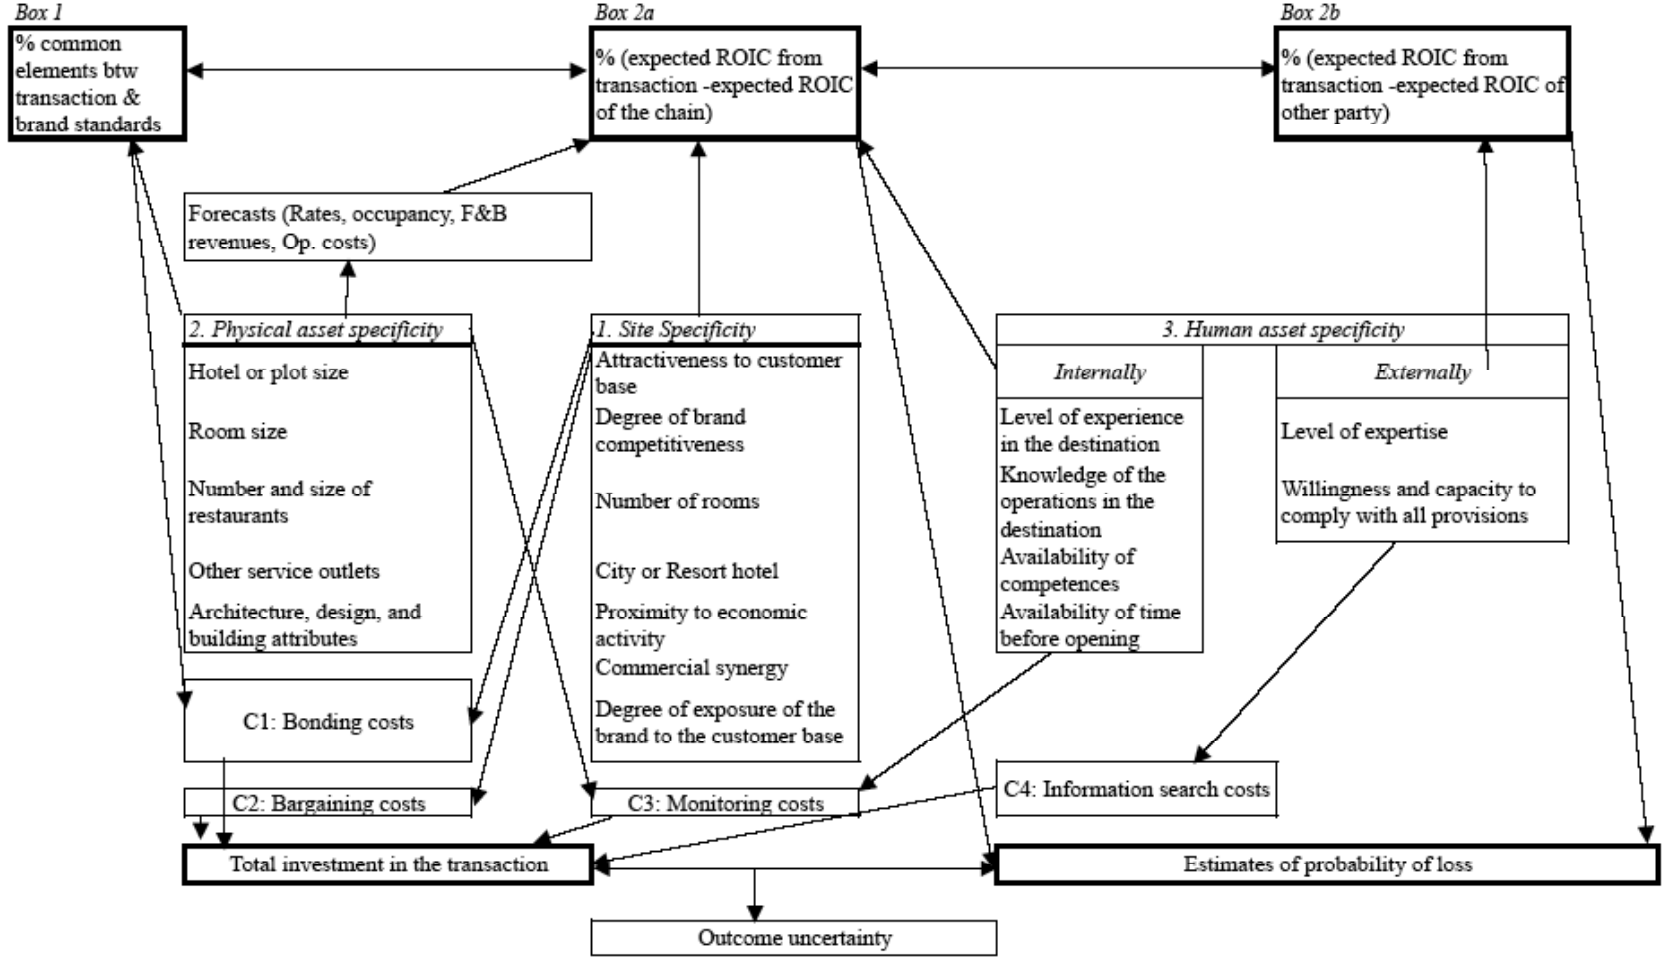 Box 1
Box 2a
Box 2b
% common
elements btw
transaction &
brand standards
% (expected ROIC from
transaction -expected ROIC
of the chain)
% (expected ROIC from
transaction -expected ROIC of
other party)
Forecasts (Rates, occupancy, F&B
revenues, Op. costs)
2. Physical asset specificity
Hotel or plot size
Room size
Number and size of
restaurants
Other service outlets
Architecture, design, and
building attributes
1. Site Specificity
Attractiveness to customer
base
Degree of brand
competitiveness
Number of rooms
City or Resort hotel
Proximity to economic
activity
Commercial synergy
Degree of exposure of the
brand to the customer base
3. Human asset specificity
Internally
Level of experience
in the destination
Knowledge of the
operations in the
destination
Availability of
competences
Availability of time
before opening
Externally
Level of expertise
Willingness and capacity to
comply with all provisions
C1: Bonding costs
C2: Bargaining costs
C3: Monitoring costs
C4: Information search costs
Total investment in the transaction
Estimates of probability of loss
Outcome uncertainty